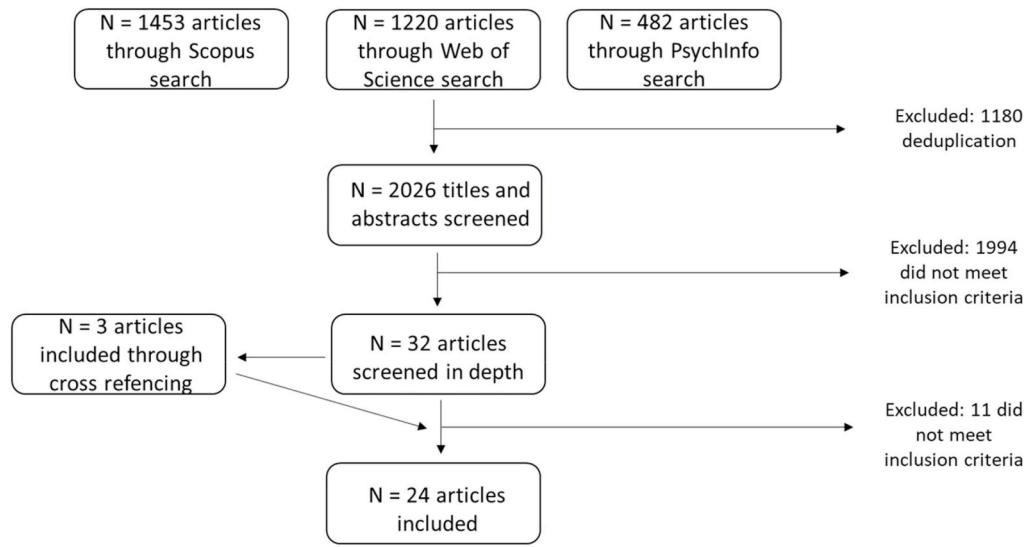 N = 1453 articles
through Scopus
search
N = 1220 articles
through Web of
Science search
N = 482 articles
through PsychInfo
search
Excluded: 1180
deduplication
N = 2026 titles and
abstracts screened
Excluded: 1994
did not meet
inclusion criteria
N = 3 articles
included through
cross refencing
N = 32 articles
screened in depth
Excluded: 11 did
not meet
inclusion criteria
N = 24 articles
included